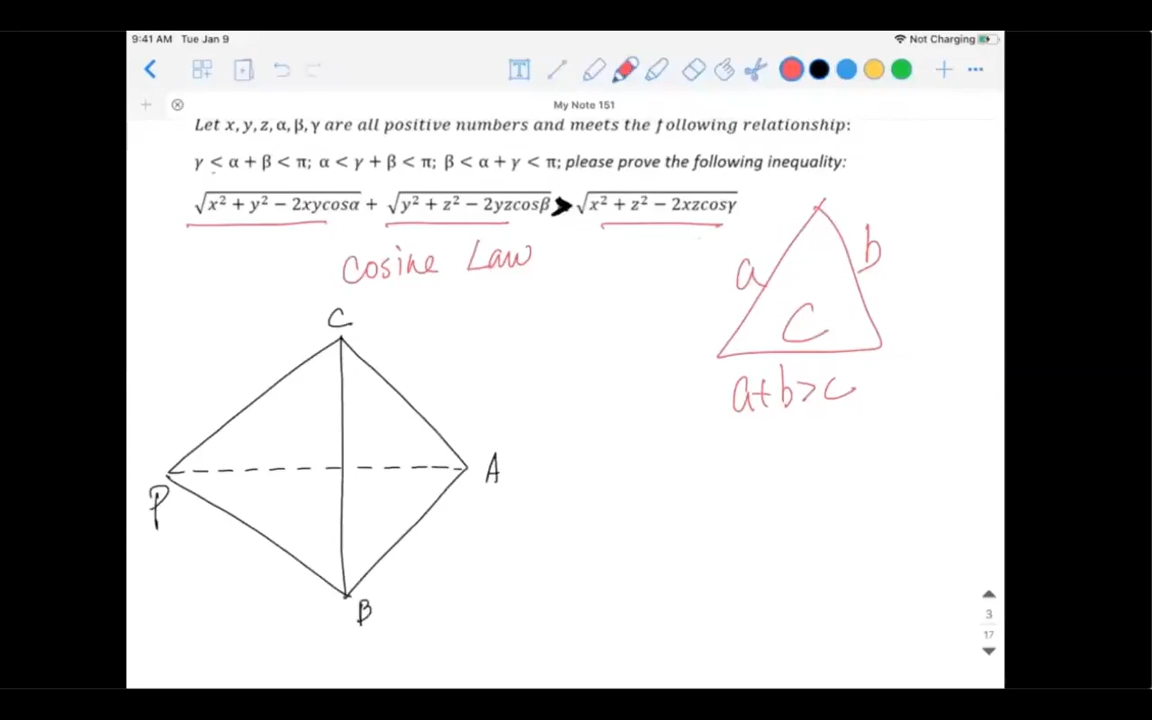 9:41 AM Tue Jan 9
Not Charging
My Note 151
Let x, y, z, α, β, γ are all positive numbers and meets the following relationship:
γ < α + β < π; α < γ + β < π; β < α + γ < π; please prove the following inequality:
√x² + y² − 2xycosα + √y² + z² − 2yzcosβ > √x² + z² − 2xzcosγ
cosine Law
a
b
C
a+b>c
C
P
A
B
3
17